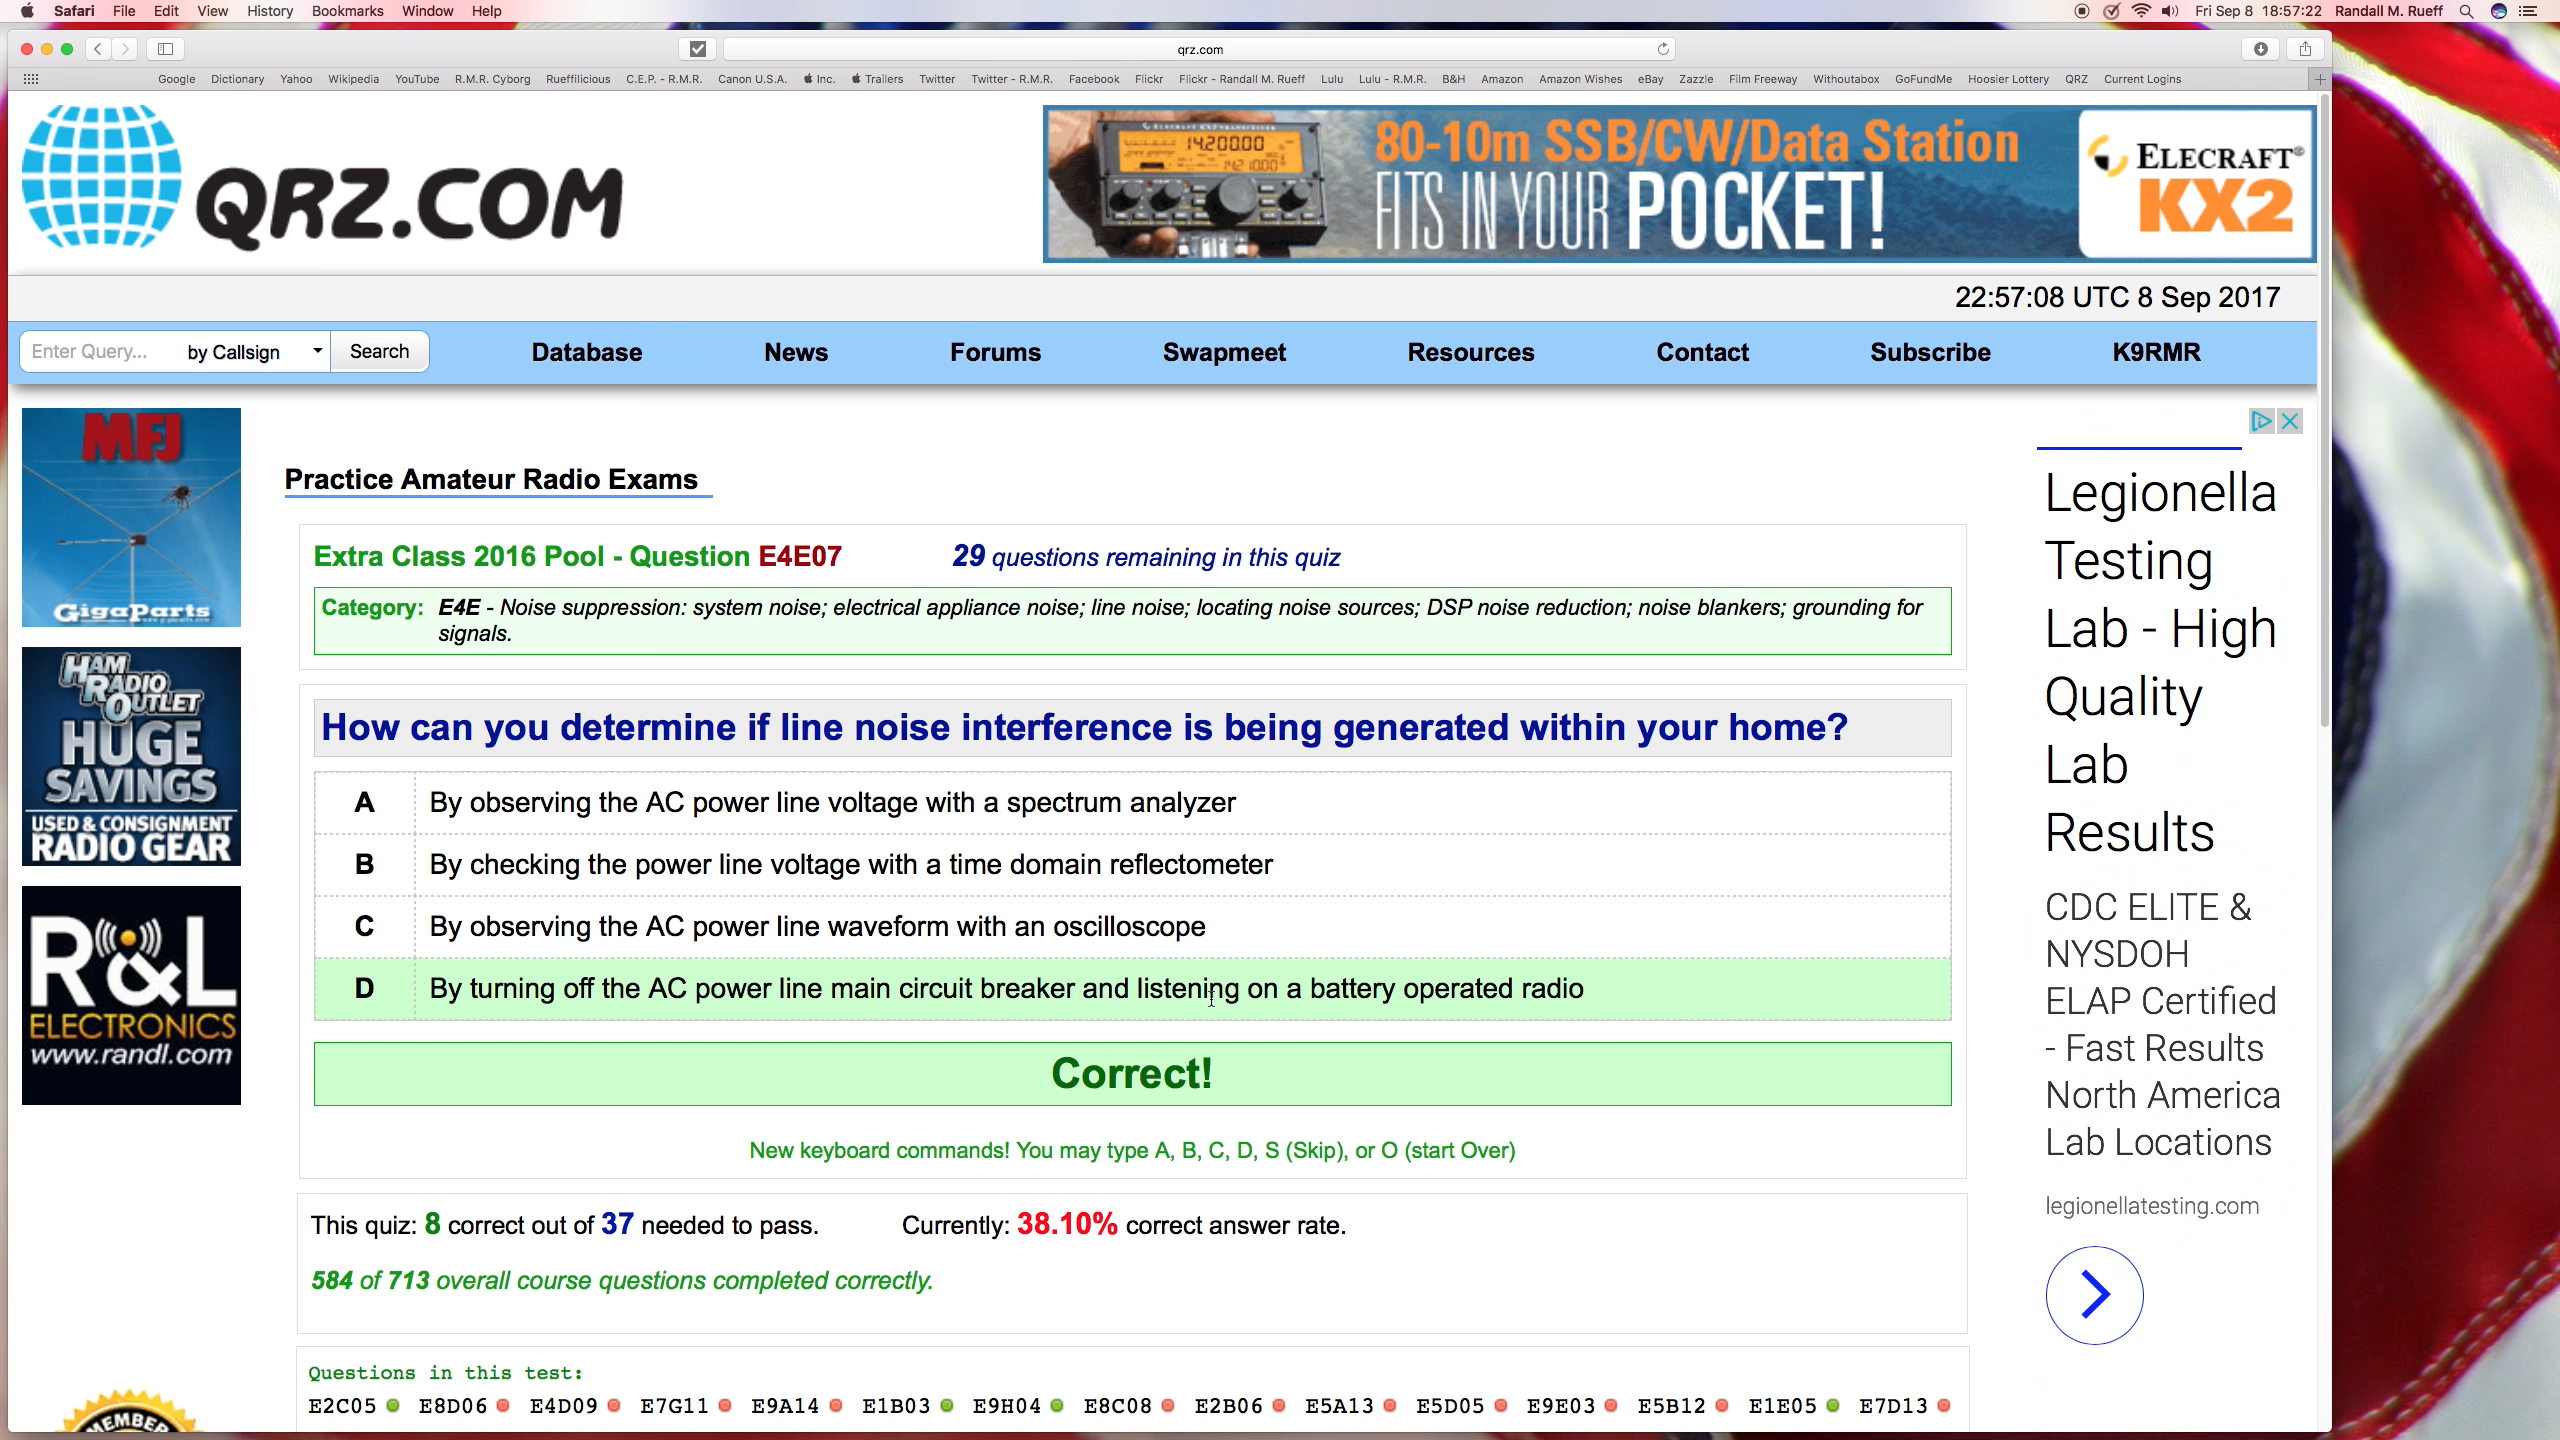 Safari File Edit View History Bookmarks Window Help
Fri Sep 8 18:57:22 Randall M. Rueff
qrz.com
Google Dictionary Yahoo Wikipedia YouTube R.M.R. Cyborg Rueffilicious C.E.P. - R.M.R. Canon U.S.A. Inc. Trailers Twitter Twitter - R.M.R. Facebook Flickr Flickr - Randall M. Rueff Lulu Lulu - R.M.R. B&H Amazon Amazon Wishes eBay Zazzle Film Freeway Withoutabox GoFundMe Hoosier Lottery QRZ Current Logins
QRZ.COM
14.200.00
80-10m SSB/CW/Data Station
FITS IN YOUR POCKET!
ELECRAFT
KX2
22:57:08 UTC 8 Sep 2017
Enter Query... by Callsign Search Database News Forums Swapmeet Resources Contact Subscribe K9RMR
MFJ
GigaParts
HAM RADIO OUTLET
HUGE
SAVINGS
USED & CONSIGNMENT
RADIO GEAR
R&L
ELECTRONICS
www.randl.com
Practice Amateur Radio Exams
Extra Class 2016 Pool - Question E4E07 29 questions remaining in this quiz
Category: E4E - Noise suppression: system noise; electrical appliance noise; line noise; locating noise sources; DSP noise reduction; noise blankers; grounding for
signals.
How can you determine if line noise interference is being generated within your home?
A By observing the AC power line voltage with a spectrum analyzer
B By checking the power line voltage with a time domain reflectometer
C By observing the AC power line waveform with an oscilloscope
D By turning off the AC power line main circuit breaker and listening on a battery operated radio
Correct!
New keyboard commands! You may type A, B, C, D, S (Skip), or O (start Over)
This quiz: 8 correct out of 37 needed to pass. Currently: 38.10% correct answer rate.
584 of 713 overall course questions completed correctly.
Questions in this test:
E2C05 E8D06 E4D09 E7G11 E9A14 E1B03 E9H04 E8C08 E2B06 E5A13 E5D05 E9E03 E5B12 E1E05 E7D13
MEMBER
Legionella
Testing
Lab - High
Quality
Lab
Results
CDC ELITE &
NYSDOH
ELAP Certified
- Fast Results
North America
Lab Locations
legionellatesting.com